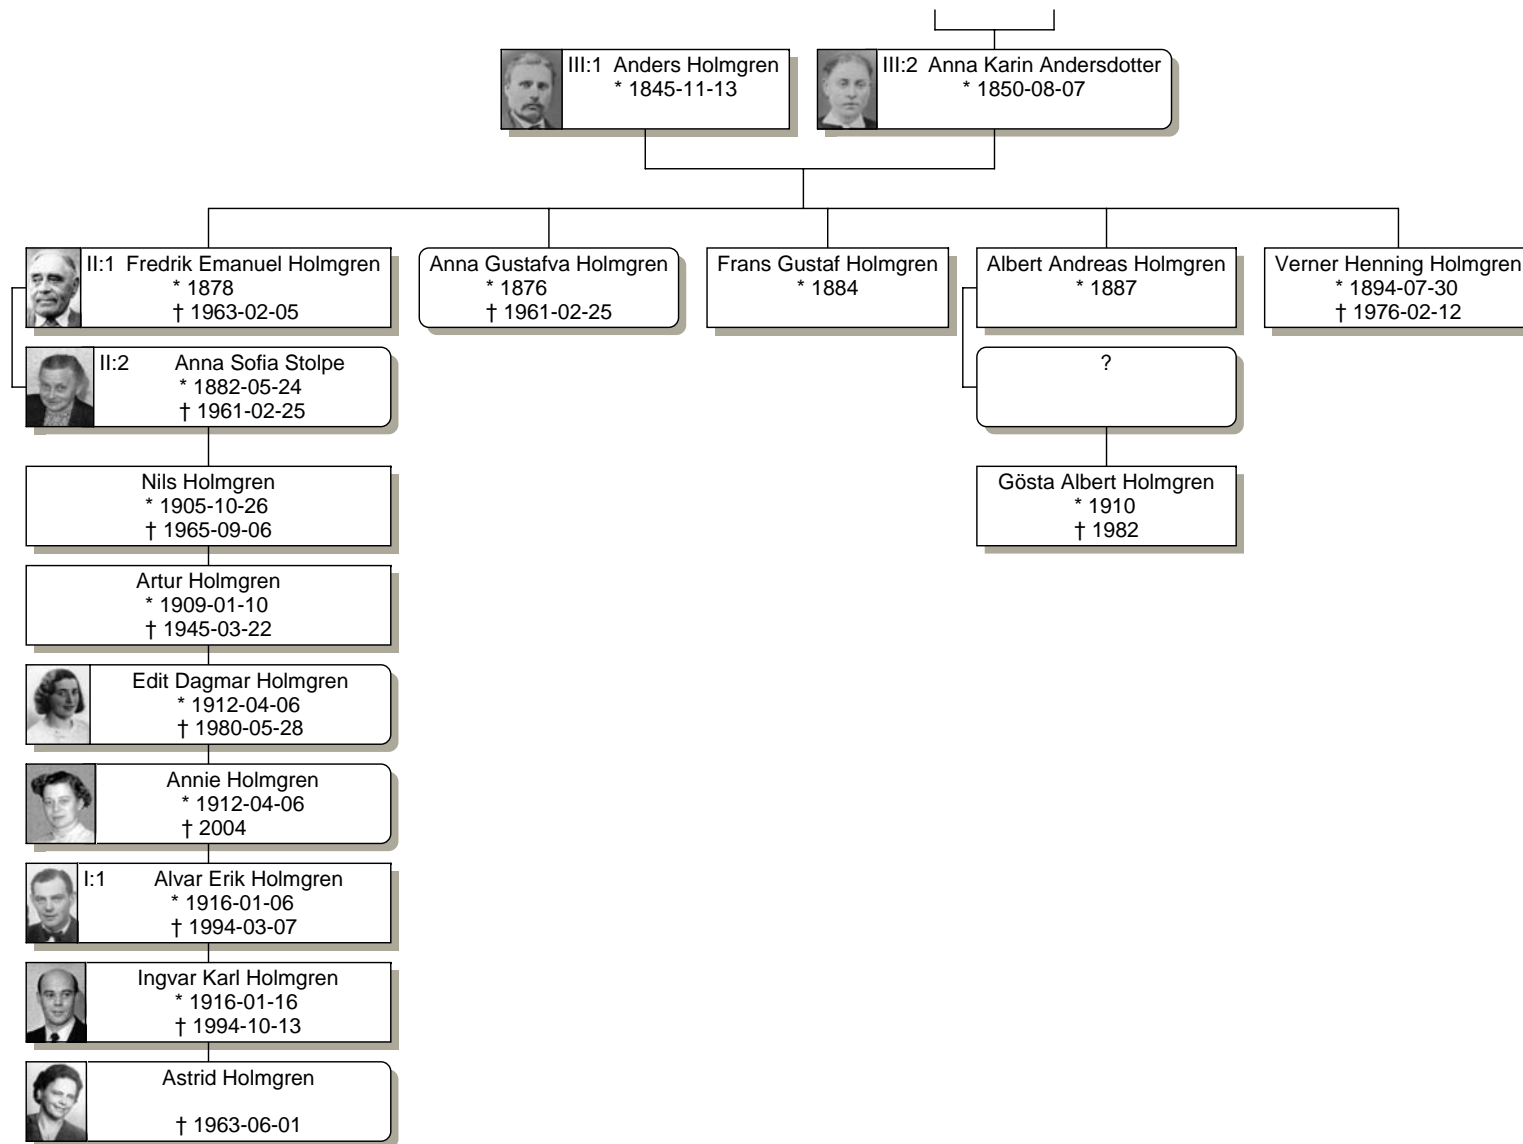 III:1 Anders Holmgren
* 1845-11-13
III:2 Anna Karin Andersdotter
* 1850-08-07
II:1 Fredrik Emanuel Holmgren
* 1878
† 1963-02-05
Anna Gustafva Holmgren
* 1876
† 1961-02-25
Frans Gustaf Holmgren
* 1884
Albert Andreas Holmgren
* 1887
Verner Henning Holmgren
* 1894-07-30
† 1976-02-12
II:2 Anna Sofia Stolpe
* 1882-05-24
† 1961-02-25
?
Nils Holmgren
* 1905-10-26
† 1965-09-06
Gösta Albert Holmgren
* 1910
† 1982
Artur Holmgren
* 1909-01-10
† 1945-03-22
Edit Dagmar Holmgren
* 1912-04-06
† 1980-05-28
Annie Holmgren
* 1912-04-06
† 2004
I:1 Alvar Erik Holmgren
* 1916-01-06
† 1994-03-07
Ingvar Karl Holmgren
* 1916-01-16
† 1994-10-13
Astrid Holmgren
† 1963-06-01